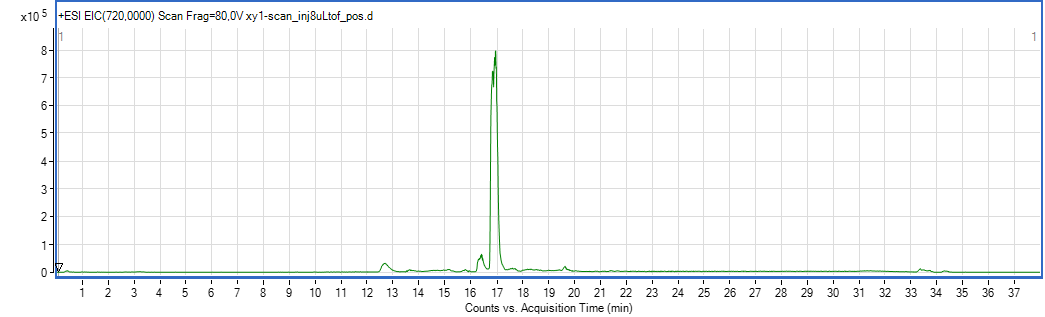 x10 5
+ESI EIC(720,0000) Scan Frag=80,0V xy1-scan_inj8uLtof_pos.d
1 1
8
7
6
5
4
3
2
1
0
1 2 3 4 5 6 7 8 9 10 11 12 13 14 15 16 17 18 19 20 21 22 23 24 25 26 27 28 29 30 31 32 33 34 35 36 37
Counts vs. Acquisition Time (min)